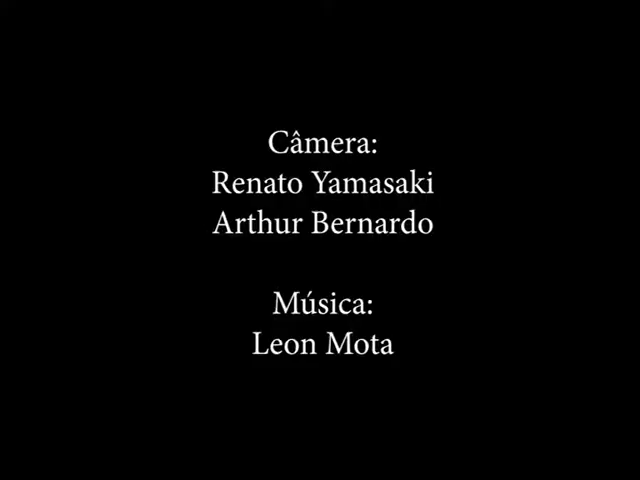 Câmera:
Renato Yamasaki
Arthur Bernardo
Música:
Leon Mota